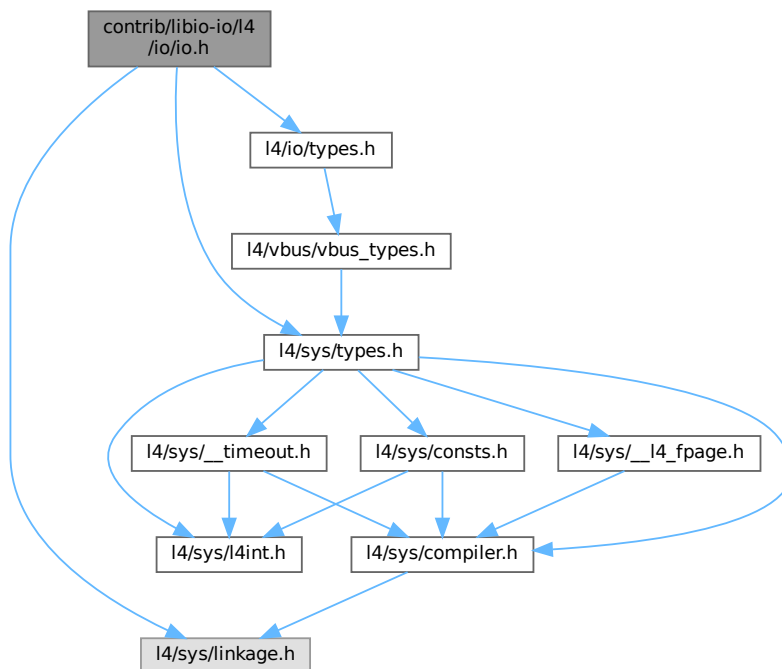 contrib/libio-io/l4
/io/io.h
l4/io/types.h
l4/vbus/vbus_types.h
l4/sys/types.h
l4/sys/__timeout.h
l4/sys/consts.h
l4/sys/__l4_fpage.h
l4/sys/l4int.h
l4/sys/compiler.h
l4/sys/linkage.h